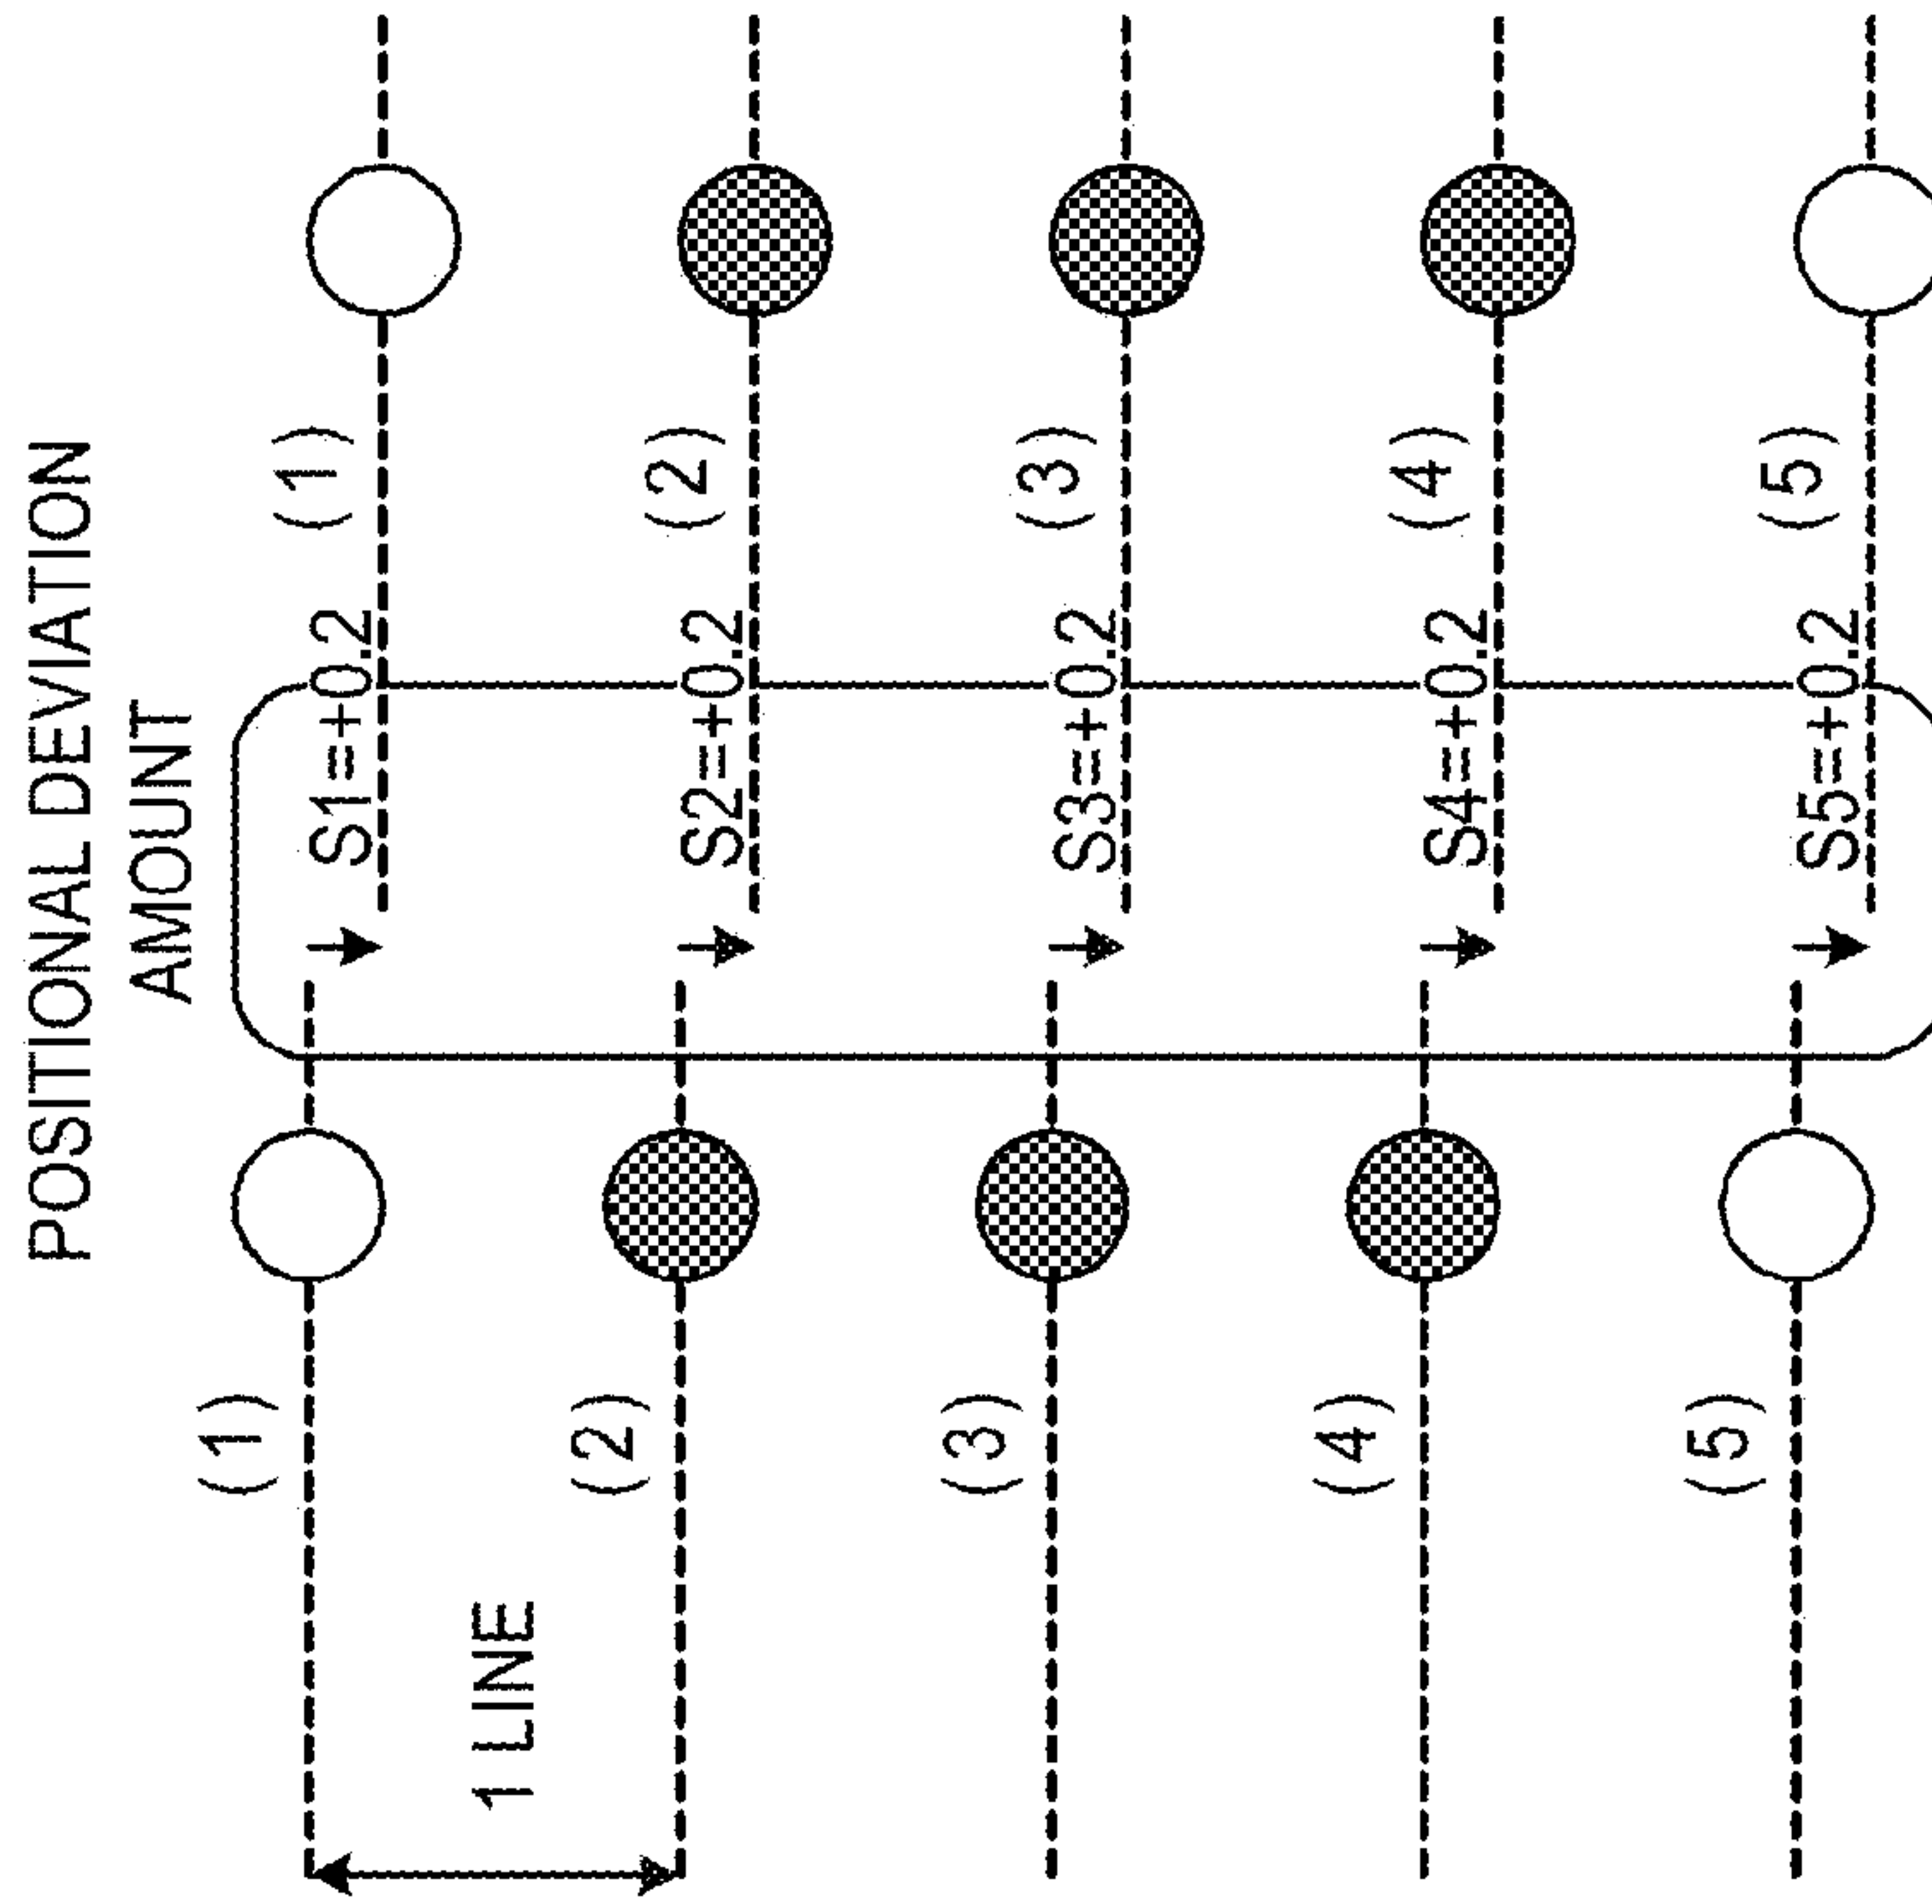 POSITIONAL DEVIATION
AMOUNT
(1)
S1=+0.2
(1)
1 LINE
(2)
S2=+0.2
(2)
(3)
S3=+0.2
(3)
(4)
S4=+0.2
(4)
(5)
S5=+0.2
(5)